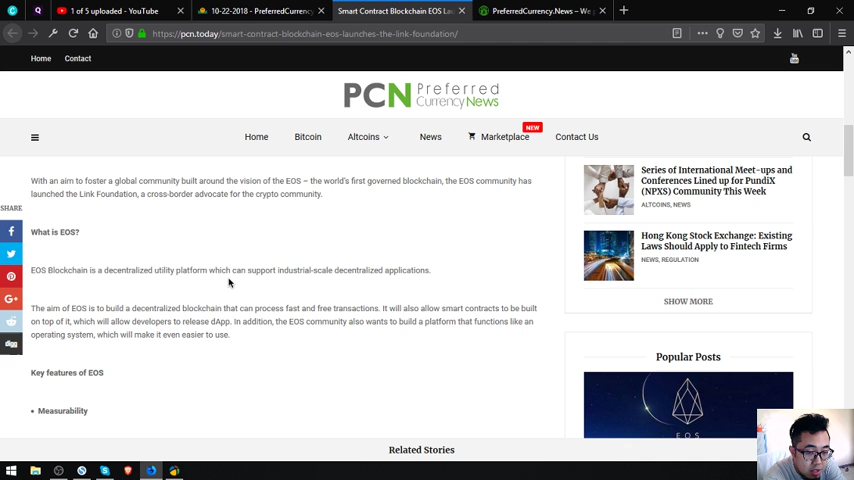 1 of 5 uploaded - YouTube
10-22-2018 - PreferredCurrency
Smart Contract Blockchain EOS La
PreferredCurrency.News – We p
https://pcn.today/smart-contract-blockchain-eos-launches-the-link-foundation/
Home Contact
You
PCN Preferred
Currency News
Home Bitcoin Altcoins News Marketplace Contact Us
NEW
With an aim to foster a global community built around the vision of the EOS – the world's first governed blockchain, the EOS community has
launched the Link Foundation, a cross-border advocate for the crypto community.
SHARE
What is EOS?
EOS Blockchain is a decentralized utility platform which can support industrial-scale decentralized applications.
The aim of EOS is to build a decentralized blockchain that can process fast and free transactions. It will also allow smart contracts to be built
on top of it, which will allow developers to release dApp. In addition, the EOS community also wants to build a platform that functions like an
operating system, which will make it even easier to use.
Key features of EOS
• Measurability
Series of International Meet-ups and
Conferences Lined up for PundiX
(NPXS) Community This Week
ALTCOINS, NEWS
Hong Kong Stock Exchange: Existing
Laws Should Apply to Fintech Firms
NEWS, REGULATION
SHOW MORE
Popular Posts
EOS
Related Stories